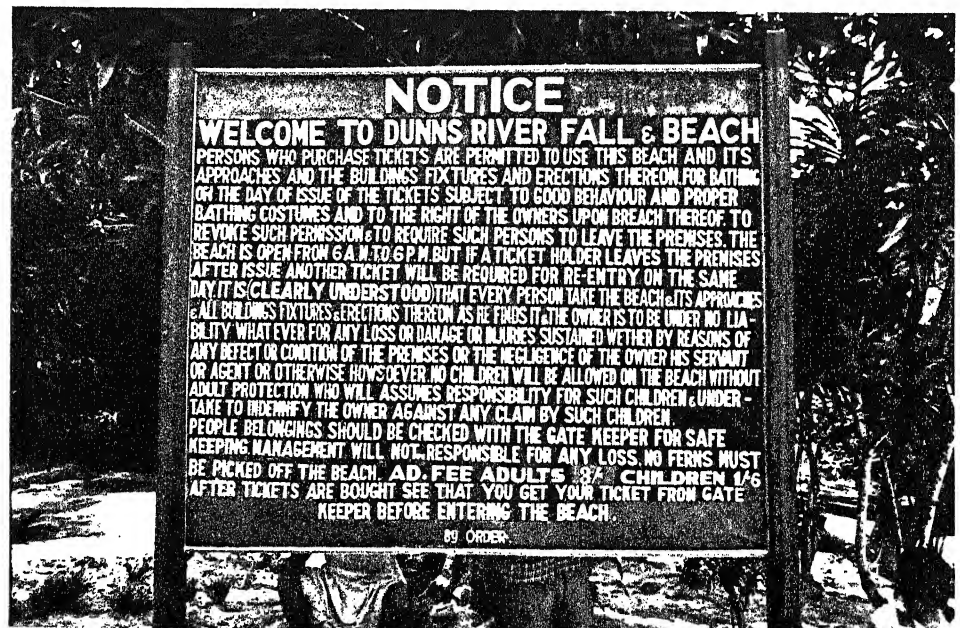 NOTICE
WELCOME TO DUNNS RIVER FALL & BEACH
PERSONS WHO PURCHASE TICKETS ARE PERMITTED TO USE THIS BEACH AND ITS
APPROACHES AND THE BUILDINGS FIXTURES AND ERECTIONS THEREON.FOR BATHING
ON THE DAY OF ISSUE OF THE TICKETS SUBJECT TO GOOD BEHAVIOUR AND PROPER
BATHING COSTUMES AND TO THE RIGHT OF THE OWNERS UPON BREACH THEREOF. TO
REVOKE SUCH PERMISSION & TO REQUIRE SUCH PERSONS TO LEAVE THE PREMISES. THE
BEACH IS OPEN FROM 6 A.M. TO 6 P.M. BUT IF A TICKET HOLDER LEAVES THE PREMISES
AFTER ISSUE ANOTHER TICKET WILL BE REQUIRED FOR RE-ENTRY ON THE SAME
DAY. IT IS (CLEARLY UNDERSTOOD) THAT EVERY PERSON TAKE THE BEACH & ITS APPROACHES
& ALL BUILDINGS FIXTURES & ERECTIONS THEREON AS HE FINDS IT & THE OWNER IS TO BE UNDER NO LIA-
BILITY WHAT EVER FOR ANY LOSS OR DAMAGE OR INJURIES SUSTAINED WETHER BY REASONS OF
ANY DEFECT OR CONDITION OF THE PREMISES OR THE NEGLIGENCE OF THE OWNER HIS SERVANT
OR AGENT OR OTHERWISE HOWSOEVER. NO CHILDREN WILL BE ALLOWED ON THE BEACH WITHOUT
ADULT PROTECTION WHO WILL ASSUMES RESPONSIBILITY FOR SUCH CHILDREN & UNDER-
TAKE TO INDEMNIFY THE OWNER AGAINST ANY CLAIM BY SUCH CHILDREN.
PEOPLE BELONGINGS SHOULD BE CHECKED WITH THE GATE KEEPER FOR SAFE
KEEPING. MANAGEMENT WILL NOT RESPONSIBLE FOR ANY LOSS. NO FERNS MUST
BE PICKED OFF THE BEACH. AD. FEE ADULTS 3/- CHILDREN 1/6
AFTER TICKETS ARE BOUGHT SEE THAT YOU GET YOUR TICKET FROM GATE
KEEPER BEFORE ENTERING THE BEACH.
By ORDER